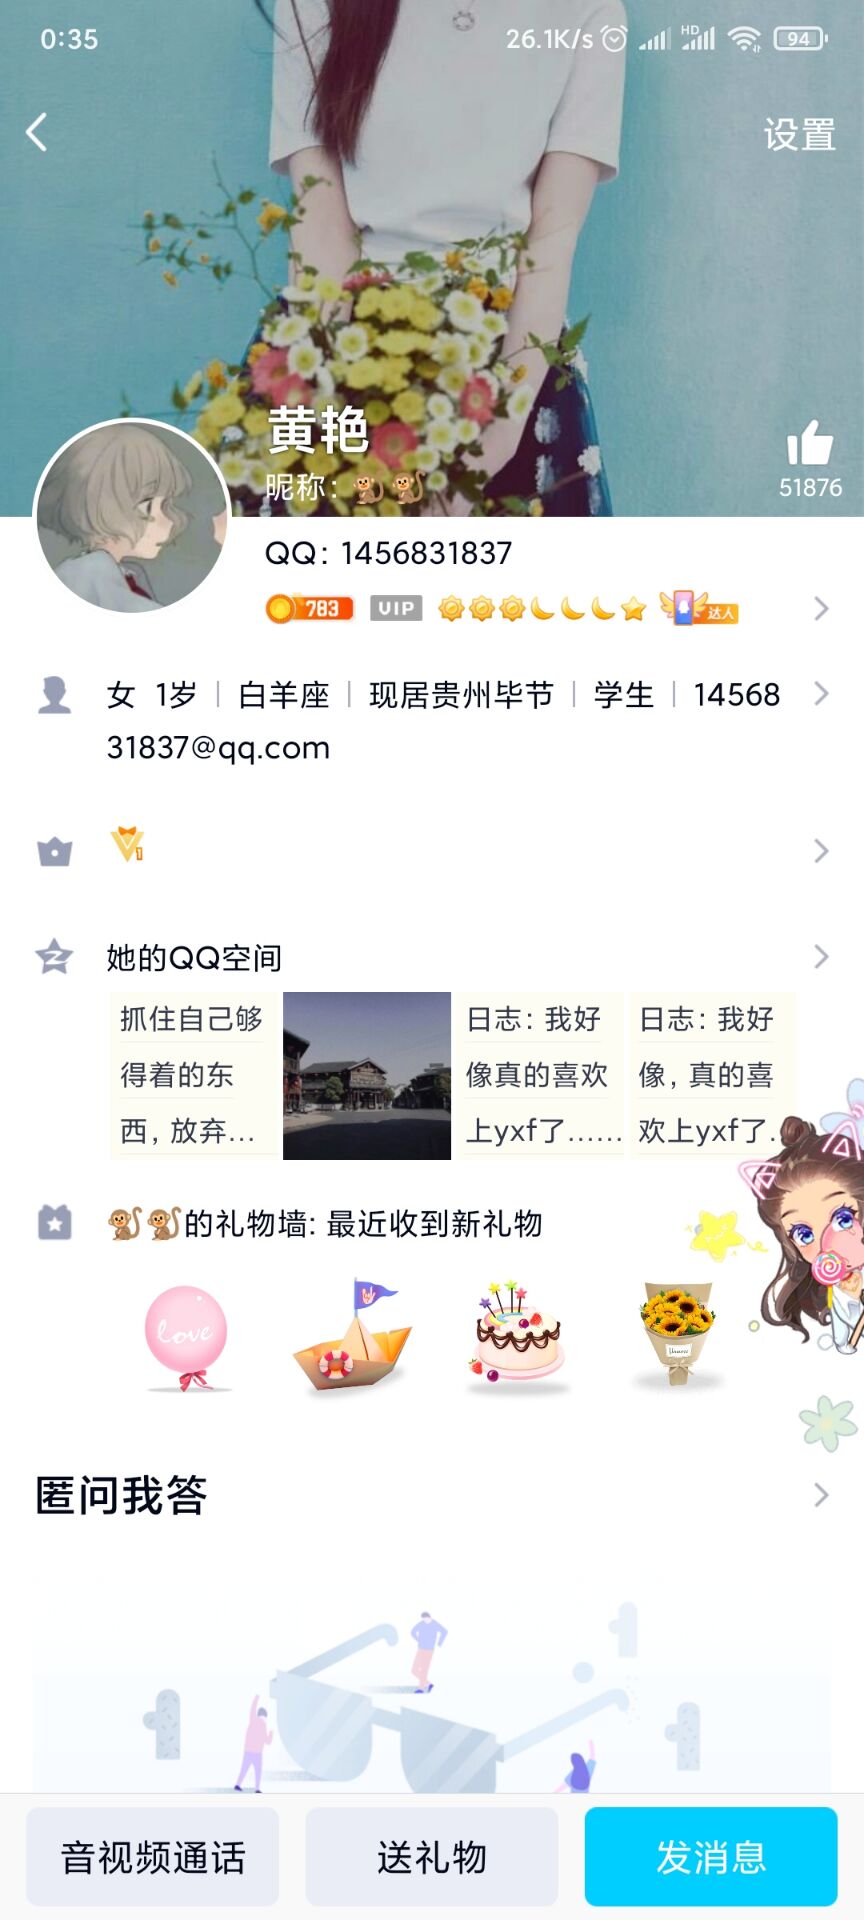 0:35
26.1K/s
HD
94
设置
黄艳
昵称：🐒🐒
51876
QQ：1456831837
783
VIP
达人
女 1岁 | 白羊座 | 现居贵州毕节 | 学生 | 14568
31837@qq.com
1
她的QQ空间
抓住自己够
得着的东
西，放弃...
日志：我好
像真的喜欢
上yxf了......
日志：我好
像，真的喜
欢上yxf了.
🐒🐒的礼物墙: 最近收到新礼物
love
匿问我答
音视频通话
送礼物
发消息